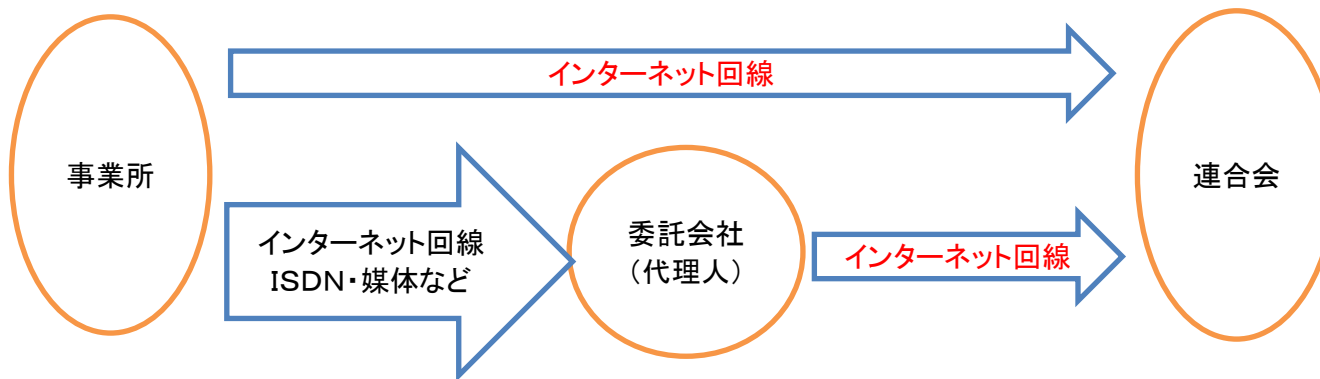 インターネット回線
事業所
連合会
インターネット回線
ISDN・媒体など
委託会社
(代理人)
インターネット回線